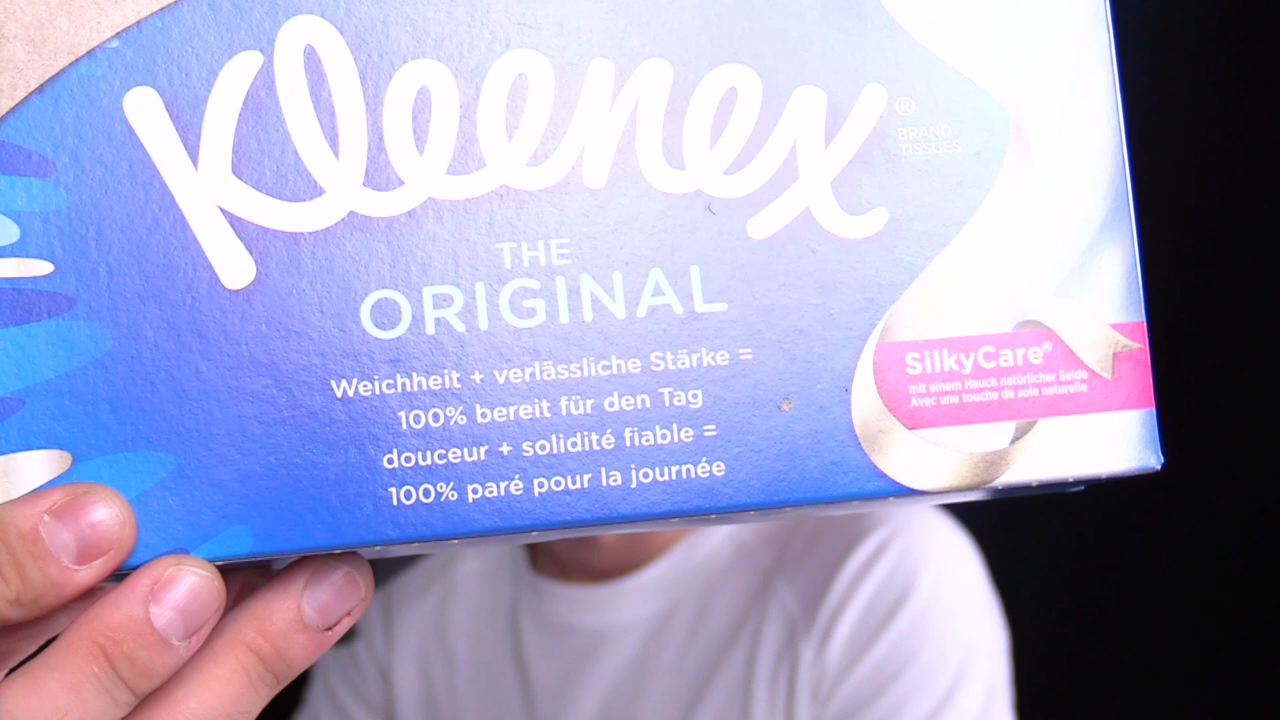 Kleenex®
BRAND
TISSUES
THE
ORIGINAL
Weichheit + verlässliche Stärke =
100% bereit für den Tag
douceur + solidité fiable =
100% paré pour la journée
SilkyCare®
mit einem Hauch natürlicher Seide
Avec une touche de soie naturelle